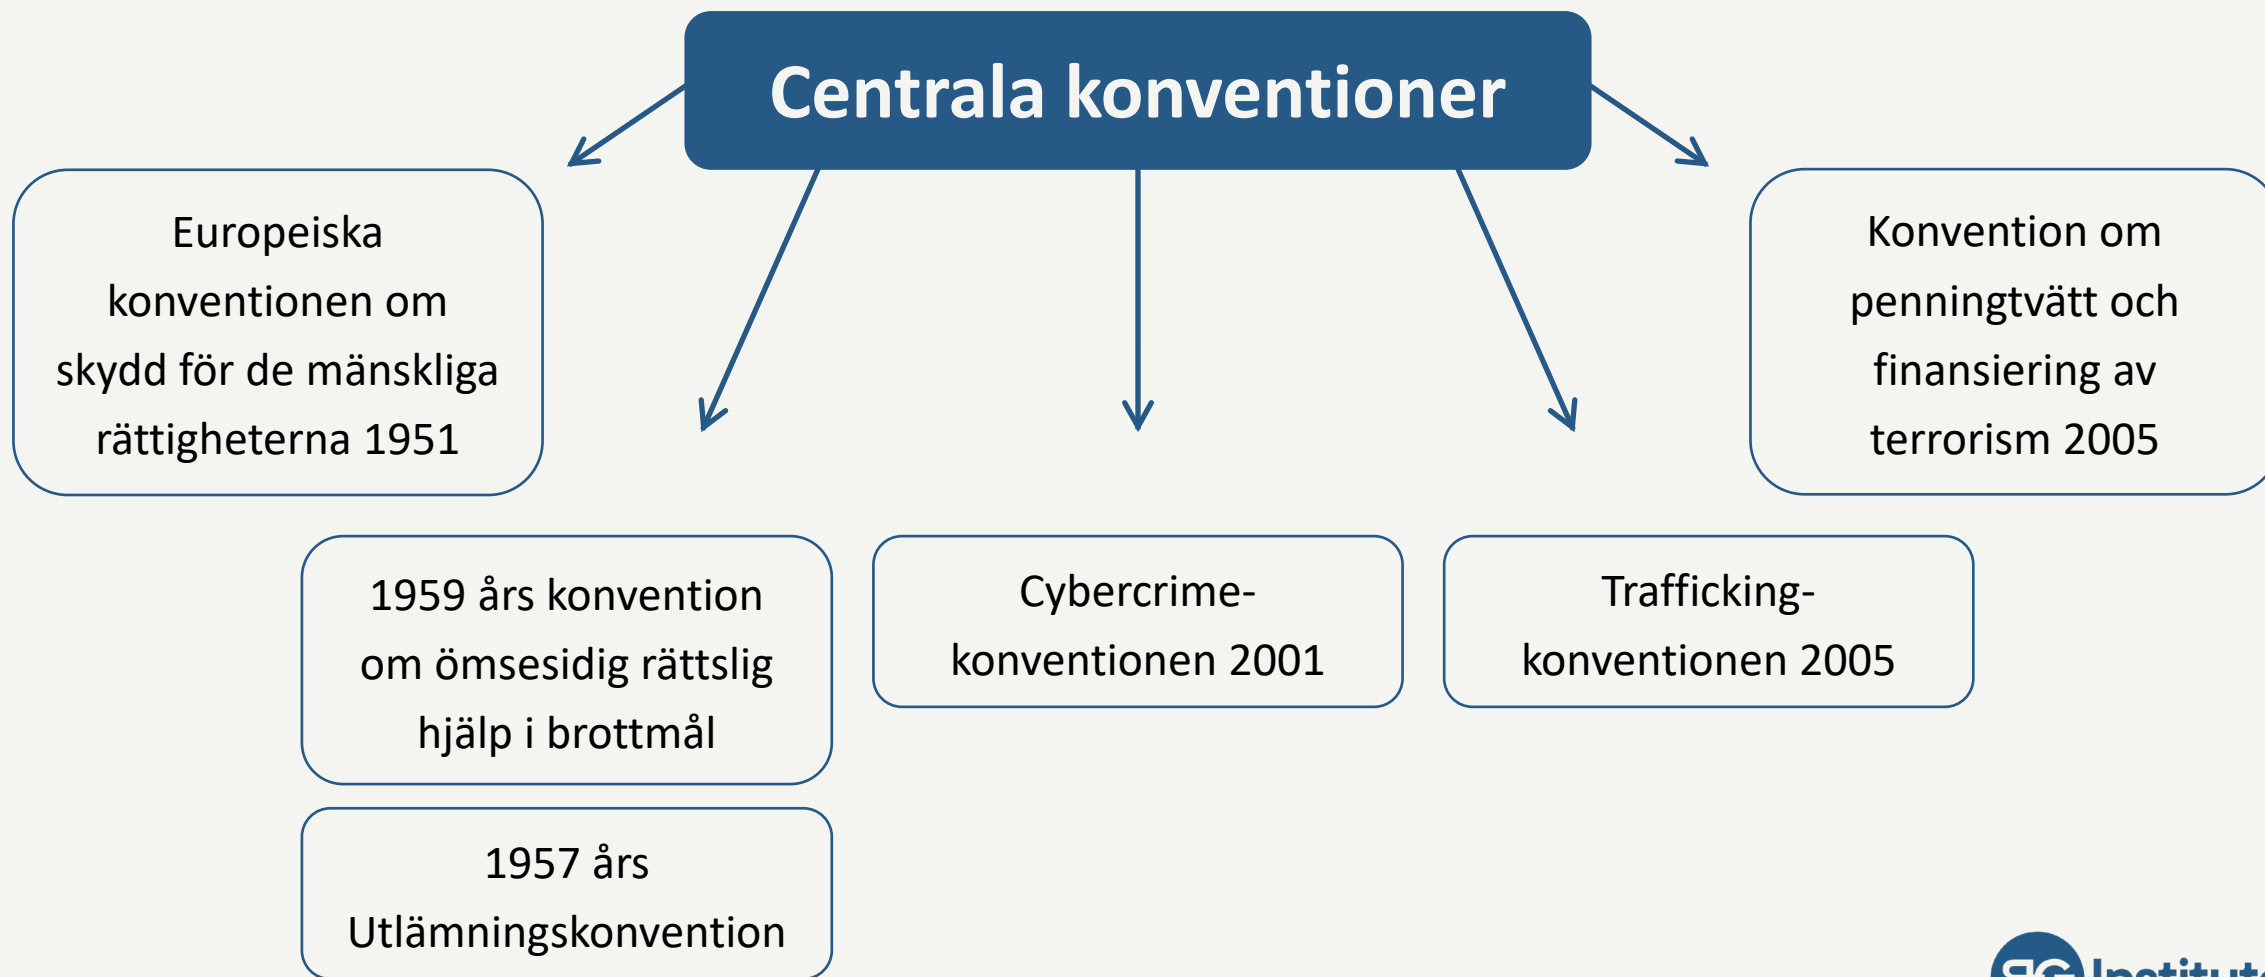 Centrala konventioner
Europeiska
konventionen om
skydd för de mänskliga
rättigheterna 1951
Konvention om
penningtvätt och
finansiering av
terrorism 2005
1959 års konvention
om ömsesidig rättslig
hjälp i brottmål
Cybercrime-
konventionen 2001
Trafficking-
konventionen 2005
1957 års
Utlämningskonvention